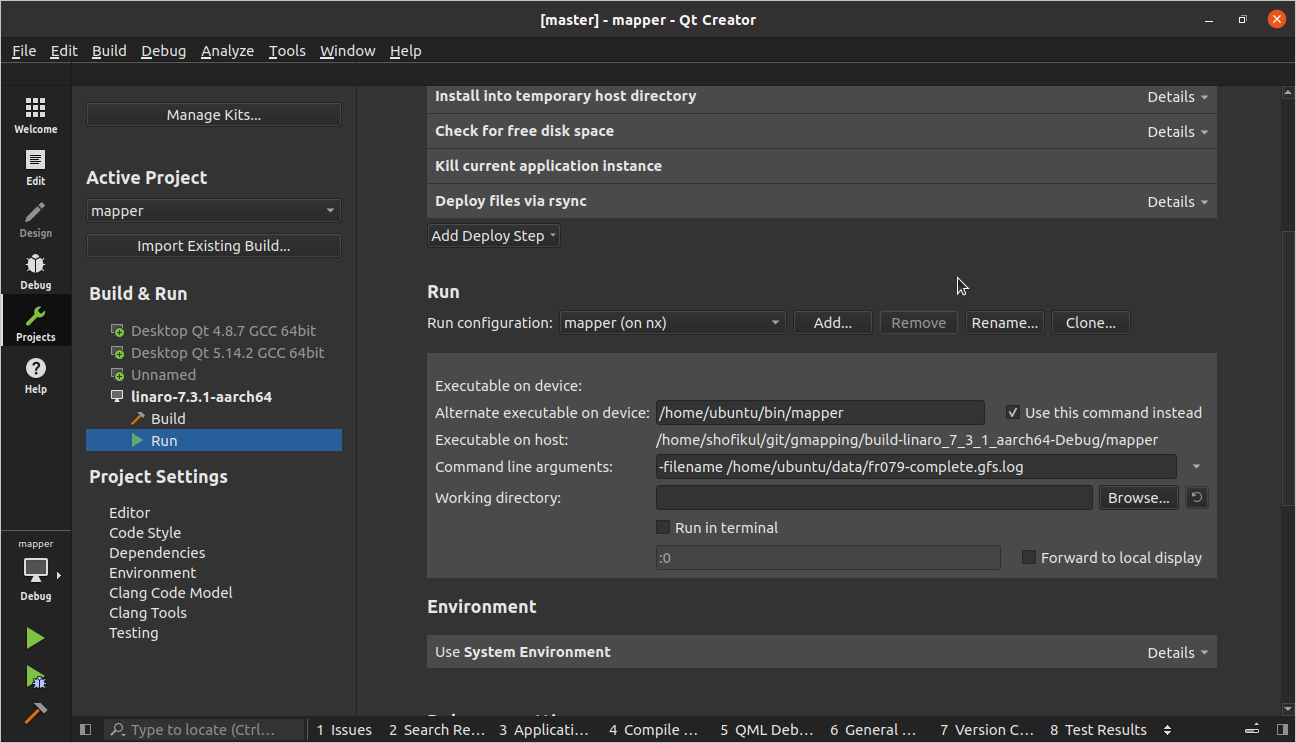 [master] - mapper - Qt Creator
File Edit Build Debug Analyze Tools Window Help
Welcome
Edit
Design
Debug
Projects
Help
mapper
Debug
Manage Kits...
Active Project
mapper
Import Existing Build...
Build & Run
Desktop Qt 4.8.7 GCC 64bit
Desktop Qt 5.14.2 GCC 64bit
Unnamed
linaro-7.3.1-aarch64
Build
Run
Project Settings
Editor
Code Style
Dependencies
Environment
Clang Code Model
Clang Tools
Testing
Install into temporary host directory Details
Check for free disk space Details
Kill current application instance
Deploy files via rsync Details
Add Deploy Step
Run
Run configuration: mapper (on nx) Add... Remove Rename... Clone...
Executable on device:
Alternate executable on device: /home/ubuntu/bin/mapper Use this command instead
Executable on host: /home/shofikul/git/gmapping/build-linaro_7_3_1_aarch64-Debug/mapper
Command line arguments: -filename /home/ubuntu/data/fr079-complete.gfs.log
Working directory: Browse...
Run in terminal
:0 Forward to local display
Environment
Use System Environment Details
Type to locate (Ctrl... 1 Issues 2 Search Re... 3 Applicati... 4 Compile ... 5 QML Deb... 6 General ... 7 Version C... 8 Test Results